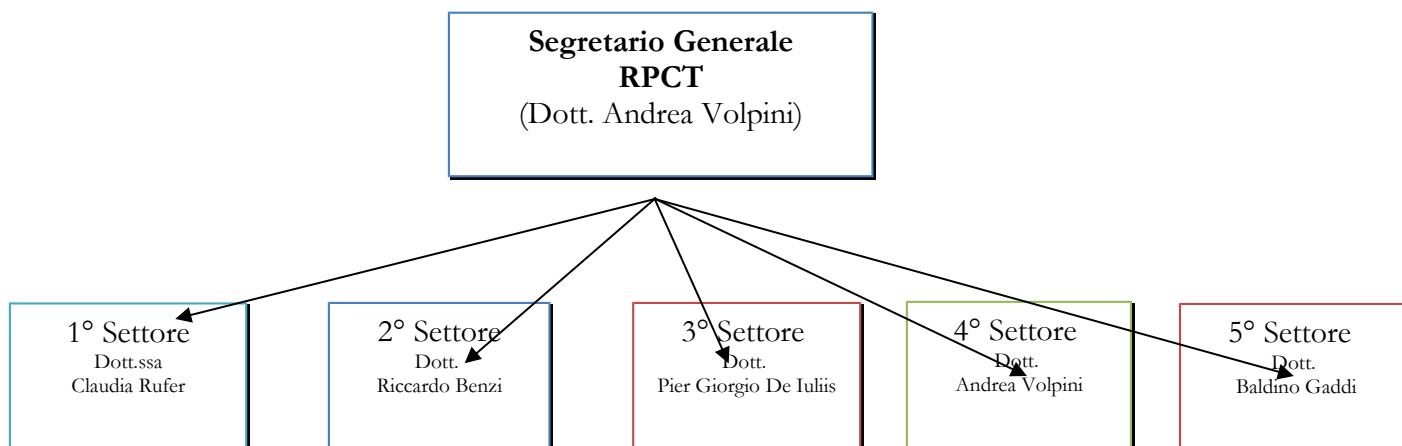 Segretario Generale
RPCT
(Dott. Andrea Volpini)
1° Settore
Dott.ssa
Claudia Rufer
2° Settore
Dott.
Riccardo Benzi
3° Settore
Dott.
Pier Giorgio De Iuliis
4° Settore
Dott.
Andrea Volpini
5° Settore
Dott.
Baldino Gaddi